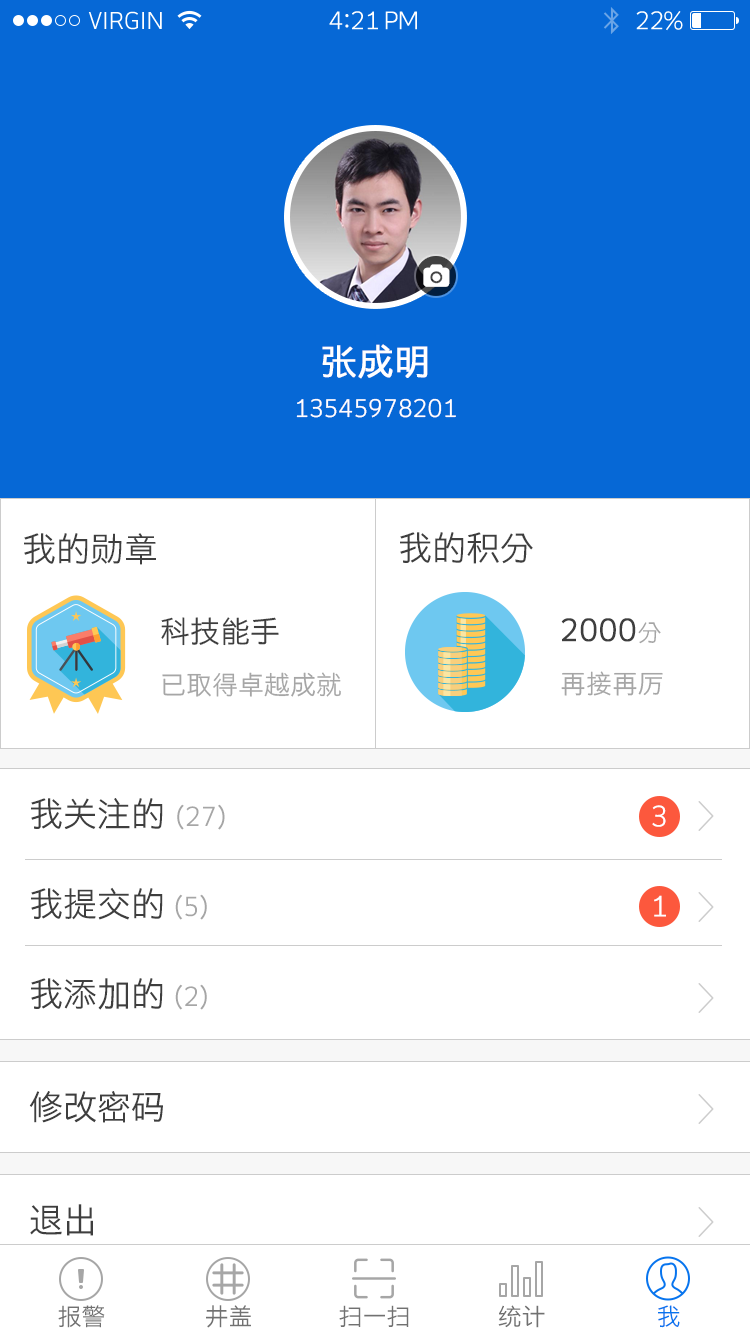 VIRGIN 4:21 PM 22%
张成明
13545978201
我的勋章 我的积分
科技能手 2000分
已取得卓越成就 再接再厉
我关注的 (27) 3
我提交的 (5) 1
我添加的 (2)
修改密码
退出
报警 井盖 扫一扫 统计 我